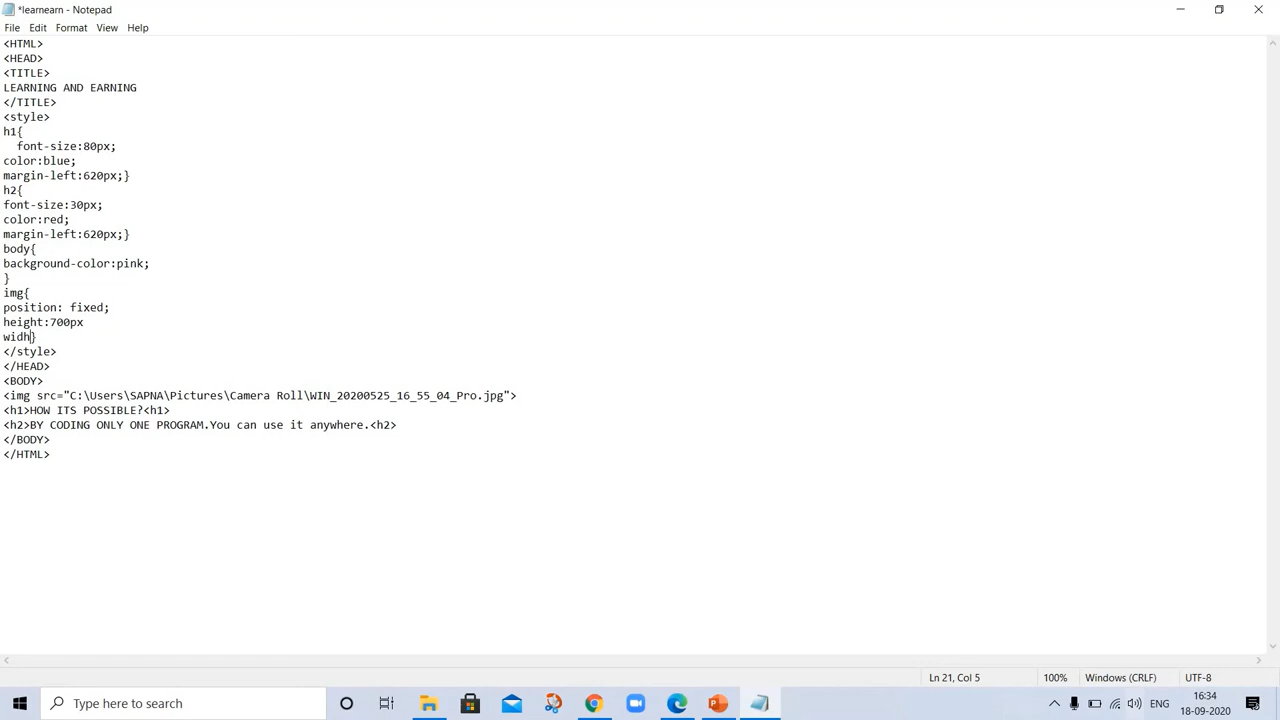 *learnearn - Notepad
File Edit Format View Help
<HTML>
<HEAD>
<TITLE>
LEARNING AND EARNING
</TITLE>
<style>
h1{
  font-size:80px;
color:blue;
margin-left:620px;}
h2{
font-size:30px;
color:red;
margin-left:620px;}
body{
background-color:pink;
}
img{
position: fixed;
height:700px
widh}
</style>
</HEAD>
<BODY>
<img src="C:\Users\SAPNA\Pictures\Camera Roll\WIN_20200525_16_55_04_Pro.jpg">
<h1>HOW ITS POSSIBLE?<h1>
<h2>BY CODING ONLY ONE PROGRAM.You can use it anywhere.<h2>
</BODY>
</HTML>
Ln 21, Col 5 100% Windows (CRLF) UTF-8
Type here to search ENG 16:34
18-09-2020